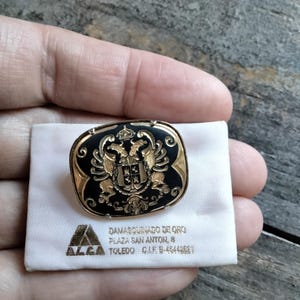 DAMASQUINADO DE ORO
PLAZA SAN ANTON, 8
ALCA TOLEDO C.I.F.